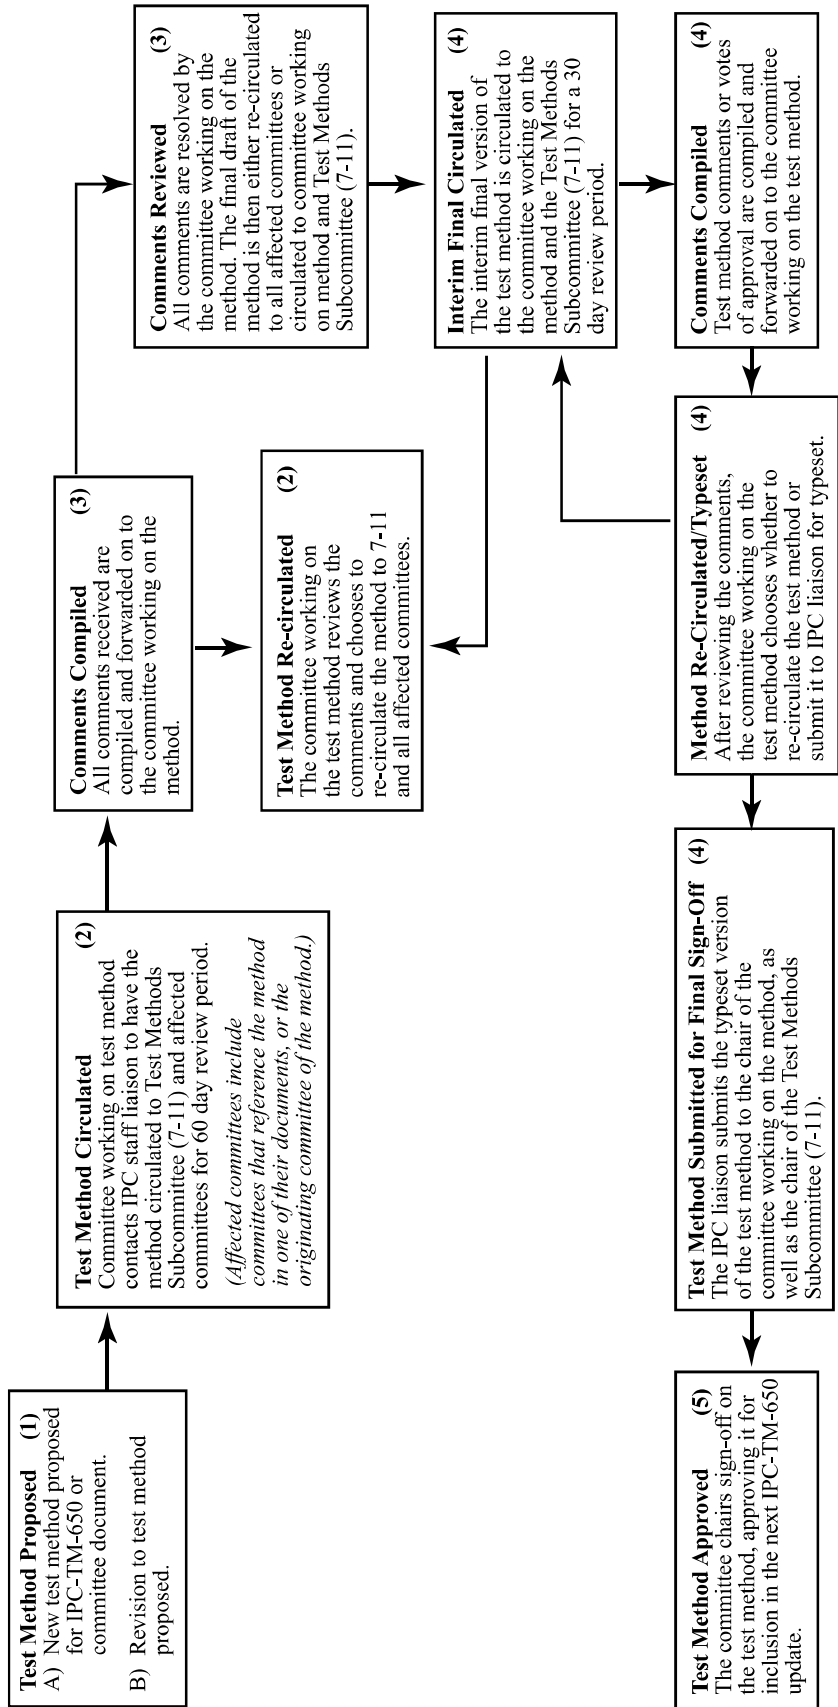 Test Method Proposed (1)
A) New test method proposed
for IPC-TM-650 or
committee document.
B) Revision to test method
proposed.
Test Method Circulated (2)
Committee working on test method
contacts IPC staff liaison to have the
method circulated to Test Methods
Subcommittee (7-11) and affected
committees for 60 day review period.
(Affected committees include
committees that reference the method
in one of their documents, or the
originating committee of the method.)
Comments Compiled (3)
All comments received are
compiled and forwarded on to
the committee working on the
method.
Test Method Re-circulated (2)
The committee working on
the test method reviews the
comments and chooses to
re-circulate the method to 7-11
and all affected committees.
Comments Reviewed (3)
All comments are resolved by
the committee working on the
method. The final draft of the
method is then either re-circulated
to all affected committees or
circulated to committee working
on method and Test Methods
Subcommittee (7-11).
Interim Final Circulated (4)
The interim final version of
the test method is circulated to
the committee working on the
method and the Test Methods
Subcommittee (7-11) for a 30
day review period.
Comments Compiled (4)
Test method comments or votes
of approval are compiled and
forwarded on to the committee
working on the test method.
Method Re-Circulated/Typeset (4)
After reviewing the comments,
the committee working on the
test method chooses whether to
re-circulate the test method or
submit it to IPC liaison for typeset.
Test Method Submitted for Final Sign-Off (4)
The IPC liaison submits the typeset version
of the test method to the chair of the
committee working on the method, as
well as the chair of the Test Methods
Subcommittee (7-11).
Test Method Approved (5)
The committee chairs sign-off on
the test method, approving it for
inclusion in the next IPC-TM-650
update.